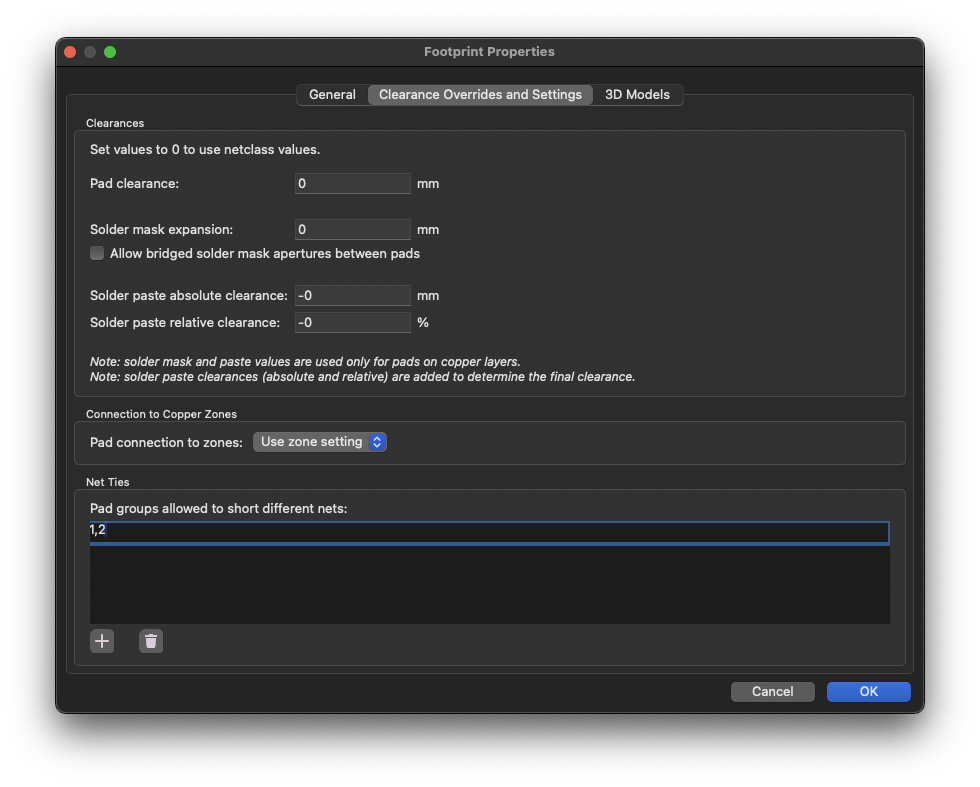 Footprint Properties
General Clearance Overrides and Settings 3D Models
Clearances
Set values to 0 to use netclass values.
Pad clearance: 0 mm
Solder mask expansion: 0 mm
Allow bridged solder mask apertures between pads
Solder paste absolute clearance: -0 mm
Solder paste relative clearance: -0 %
Note: solder mask and paste values are used only for pads on copper layers.
Note: solder paste clearances (absolute and relative) are added to determine the final clearance.
Connection to Copper Zones
Pad connection to zones: Use zone setting
Net Ties
Pad groups allowed to short different nets:
1,2
Cancel OK